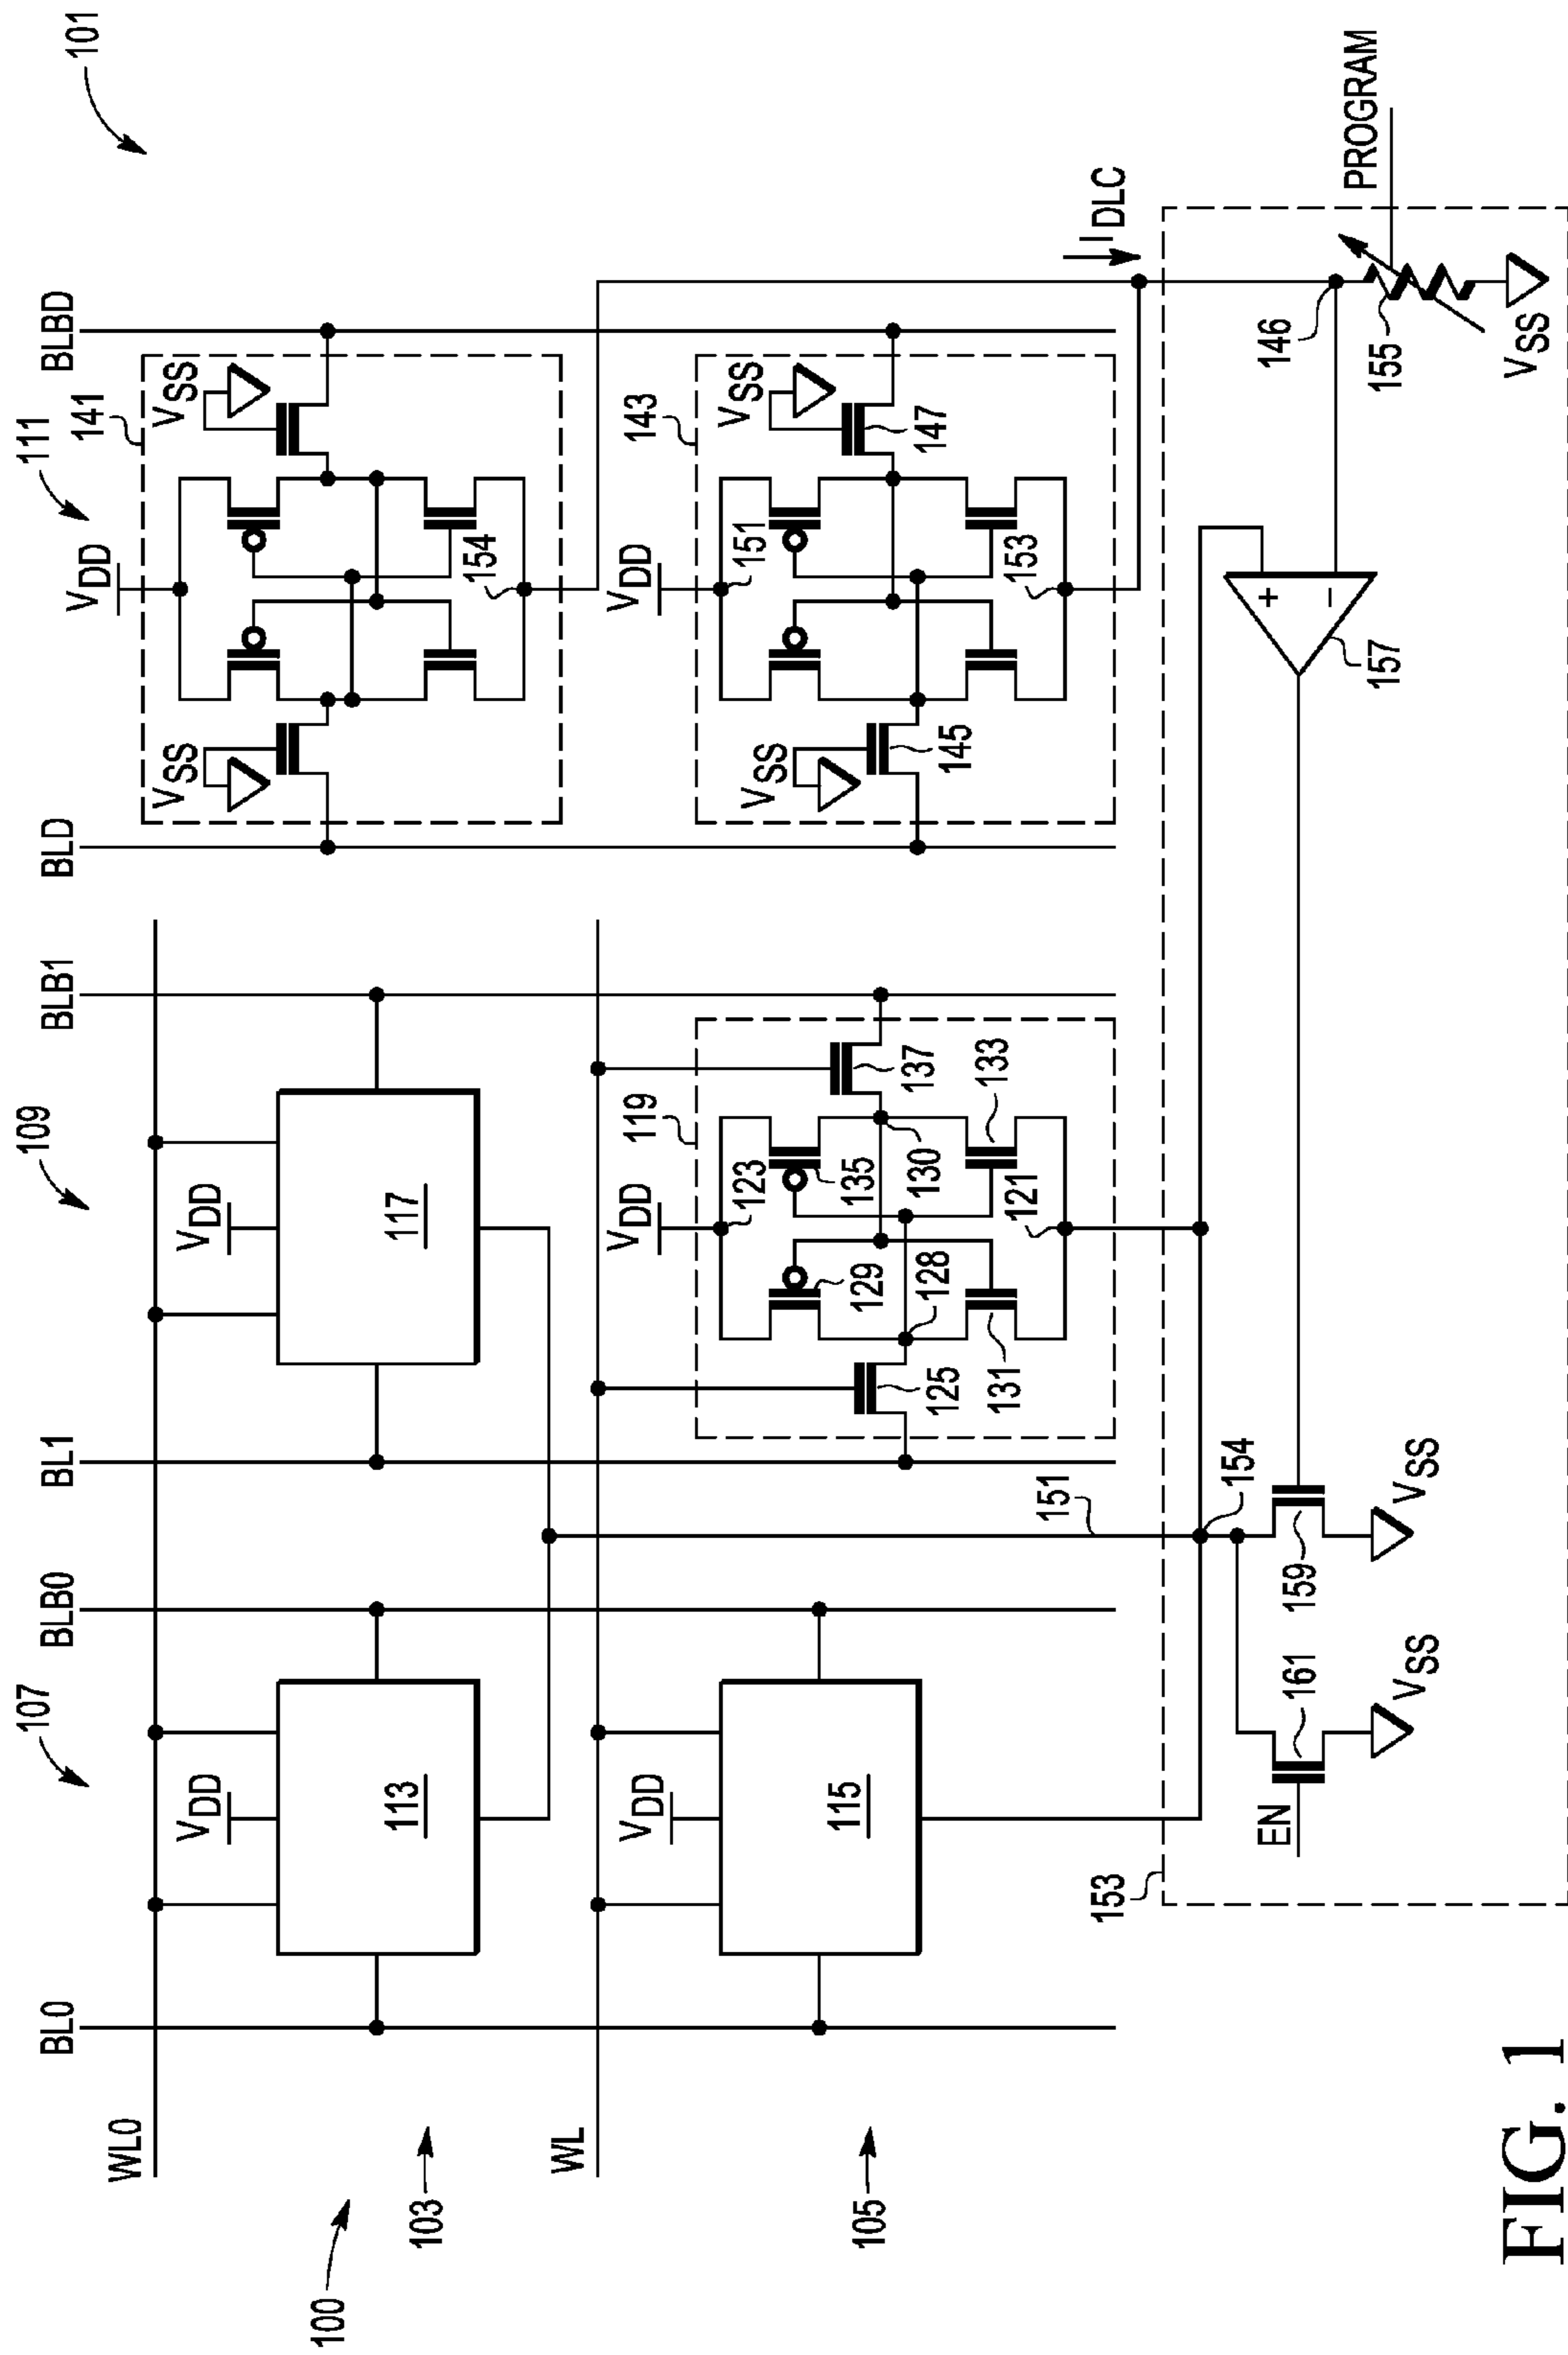 101
107
109
111
BL0
BLB0
BL1
BLB1
BLD
BLBD
WL0
100
103
VDD
113
VDD
117
VDD
VSS
VSS
141
154
WL
105
VDD
115
VDD
119
123
125
128
129
130
131
133
135
137
121
VDD
VSS
VSS
143
145
147
151
153
IDLC
151
153
154
EN
161
VSS
159
VSS
+
–
157
146
155
PROGRAM
VSS
FIG. 1